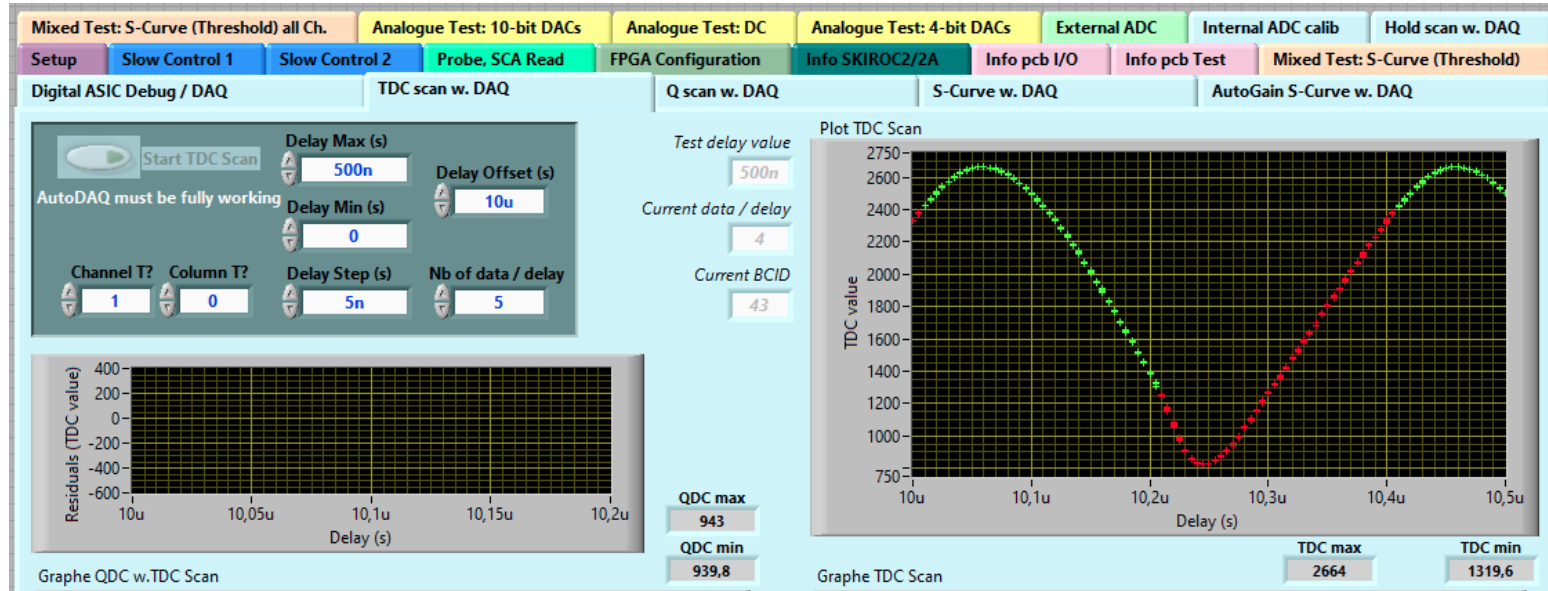 Mixed Test: S-Curve (Threshold) all Ch. Analogue Test: 10-bit DACs Analogue Test: DC Analogue Test: 4-bit DACs External ADC Internal ADC calib Hold scan w. DAQ
Setup Slow Control 1 Slow Control 2 Probe, SCA Read FPGA Configuration Info SKIROC2/2A Info pcb I/O Info pcb Test Mixed Test: S-Curve (Threshold)
Digital ASIC Debug / DAQ TDC scan w. DAQ Q scan w. DAQ S-Curve w. DAQ AutoGain S-Curve w. DAQ
Start TDC Scan
AutoDAQ must be fully working
Delay Max (s)
500n
Delay Offset (s)
10u
Delay Min (s)
0
Channel T? Column T? Delay Step (s) Nb of data / delay
1 0 5n 5
Test delay value
500n
Current data / delay
4
Current BCID
43
Plot TDC Scan
TDC value
2750
2600
2400
2200
2000
1800
1600
1400
1200
1000
750
10u 10,1u 10,2u 10,3u 10,4u 10,5u
Delay (s)
Residuals (TDC value)
400
200
0
-200
-400
-600
10u 10,05u 10,1u 10,15u 10,2u
Delay (s)
QDC max
943
QDC min
939,8
TDC max TDC min
2664 1319,6
Graphe QDC w.TDC Scan
Graphe TDC Scan